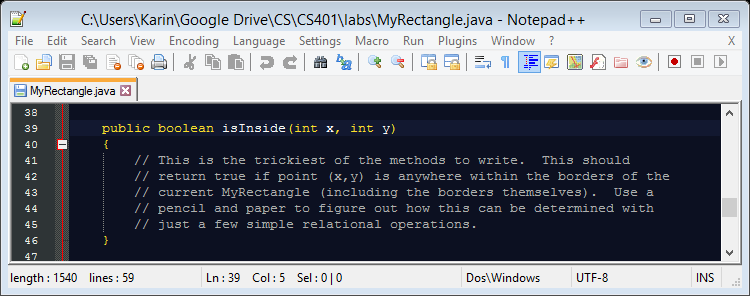 C:\Users\Karin\Google Drive\CS\CS401\labs\MyRectangle.java - Notepad++
File Edit Search View Encoding Language Settings Macro Run Plugins Window ? X
MyRectangle.java
38
39 public boolean isInside(int x, int y)
40 {
41 // This is the trickiest of the methods to write.  This should
42 // return true if point (x,y) is anywhere within the borders of the
43 // current MyRectangle (including the borders themselves).  Use a
44 // pencil and paper to figure out how this can be determined with
45 // just a few simple relational operations.
46 }
47
length : 1540 lines : 59 Ln : 39 Col : 5 Sel : 0 | 0 Dos\Windows UTF-8 INS